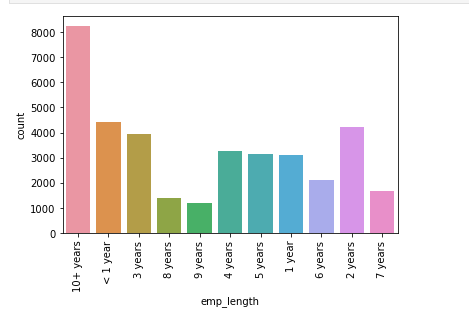 8000
7000
6000
5000
4000
3000
2000
1000
0
count
10+ years
< 1 year
3 years
8 years
9 years
4 years
5 years
1 year
6 years
2 years
7 years
emp_length